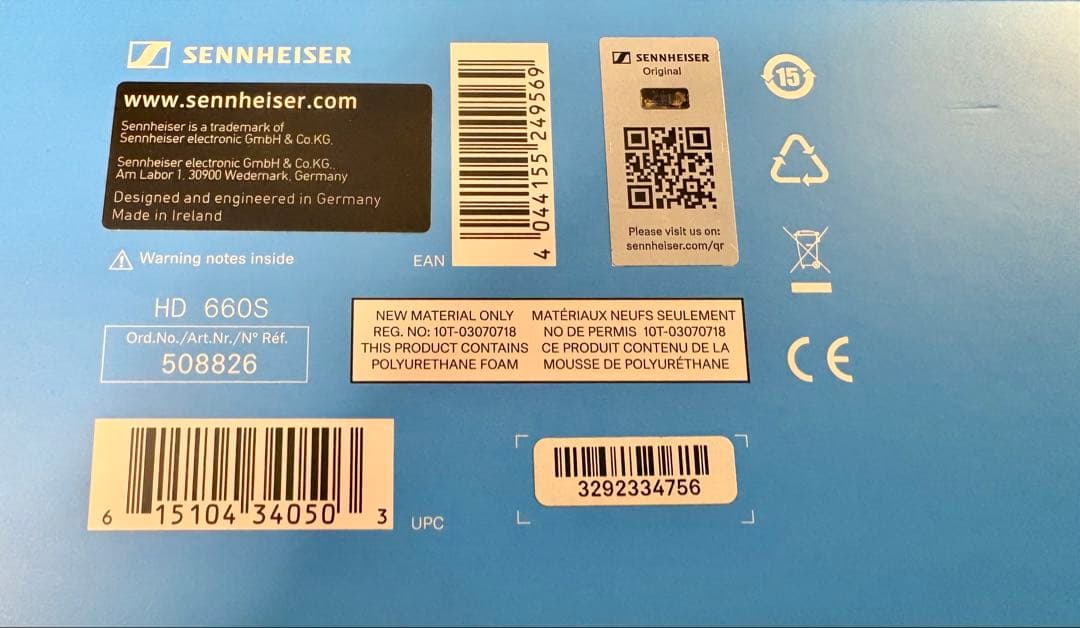 SENNHEISER
www.sennheiser.com
Sennheiser is a trademark of
Sennheiser electronic GmbH & Co.KG.
Sennheiser electronic GmbH & Co.KG.,
Am Labor 1, 30900 Wedemark, Germany
Designed and engineered in Germany
Made in Ireland
Warning notes inside
EAN
4 044155 249569
SENNHEISER
Original
Please visit us on:
sennheiser.com/qr
15
HD 660S
Ord.No./Art.Nr./N° Réf.
508826
NEW MATERIAL ONLY
REG. NO: 10T-03070718
THIS PRODUCT CONTAINS
POLYURETHANE FOAM
MATÉRIAUX NEUFS SEULEMENT
NO DE PERMIS 10T-03070718
CE PRODUIT CONTENU DE LA
MOUSSE DE POLYURÉTHANE
CE
6 15104 34050 3
UPC
3292334756